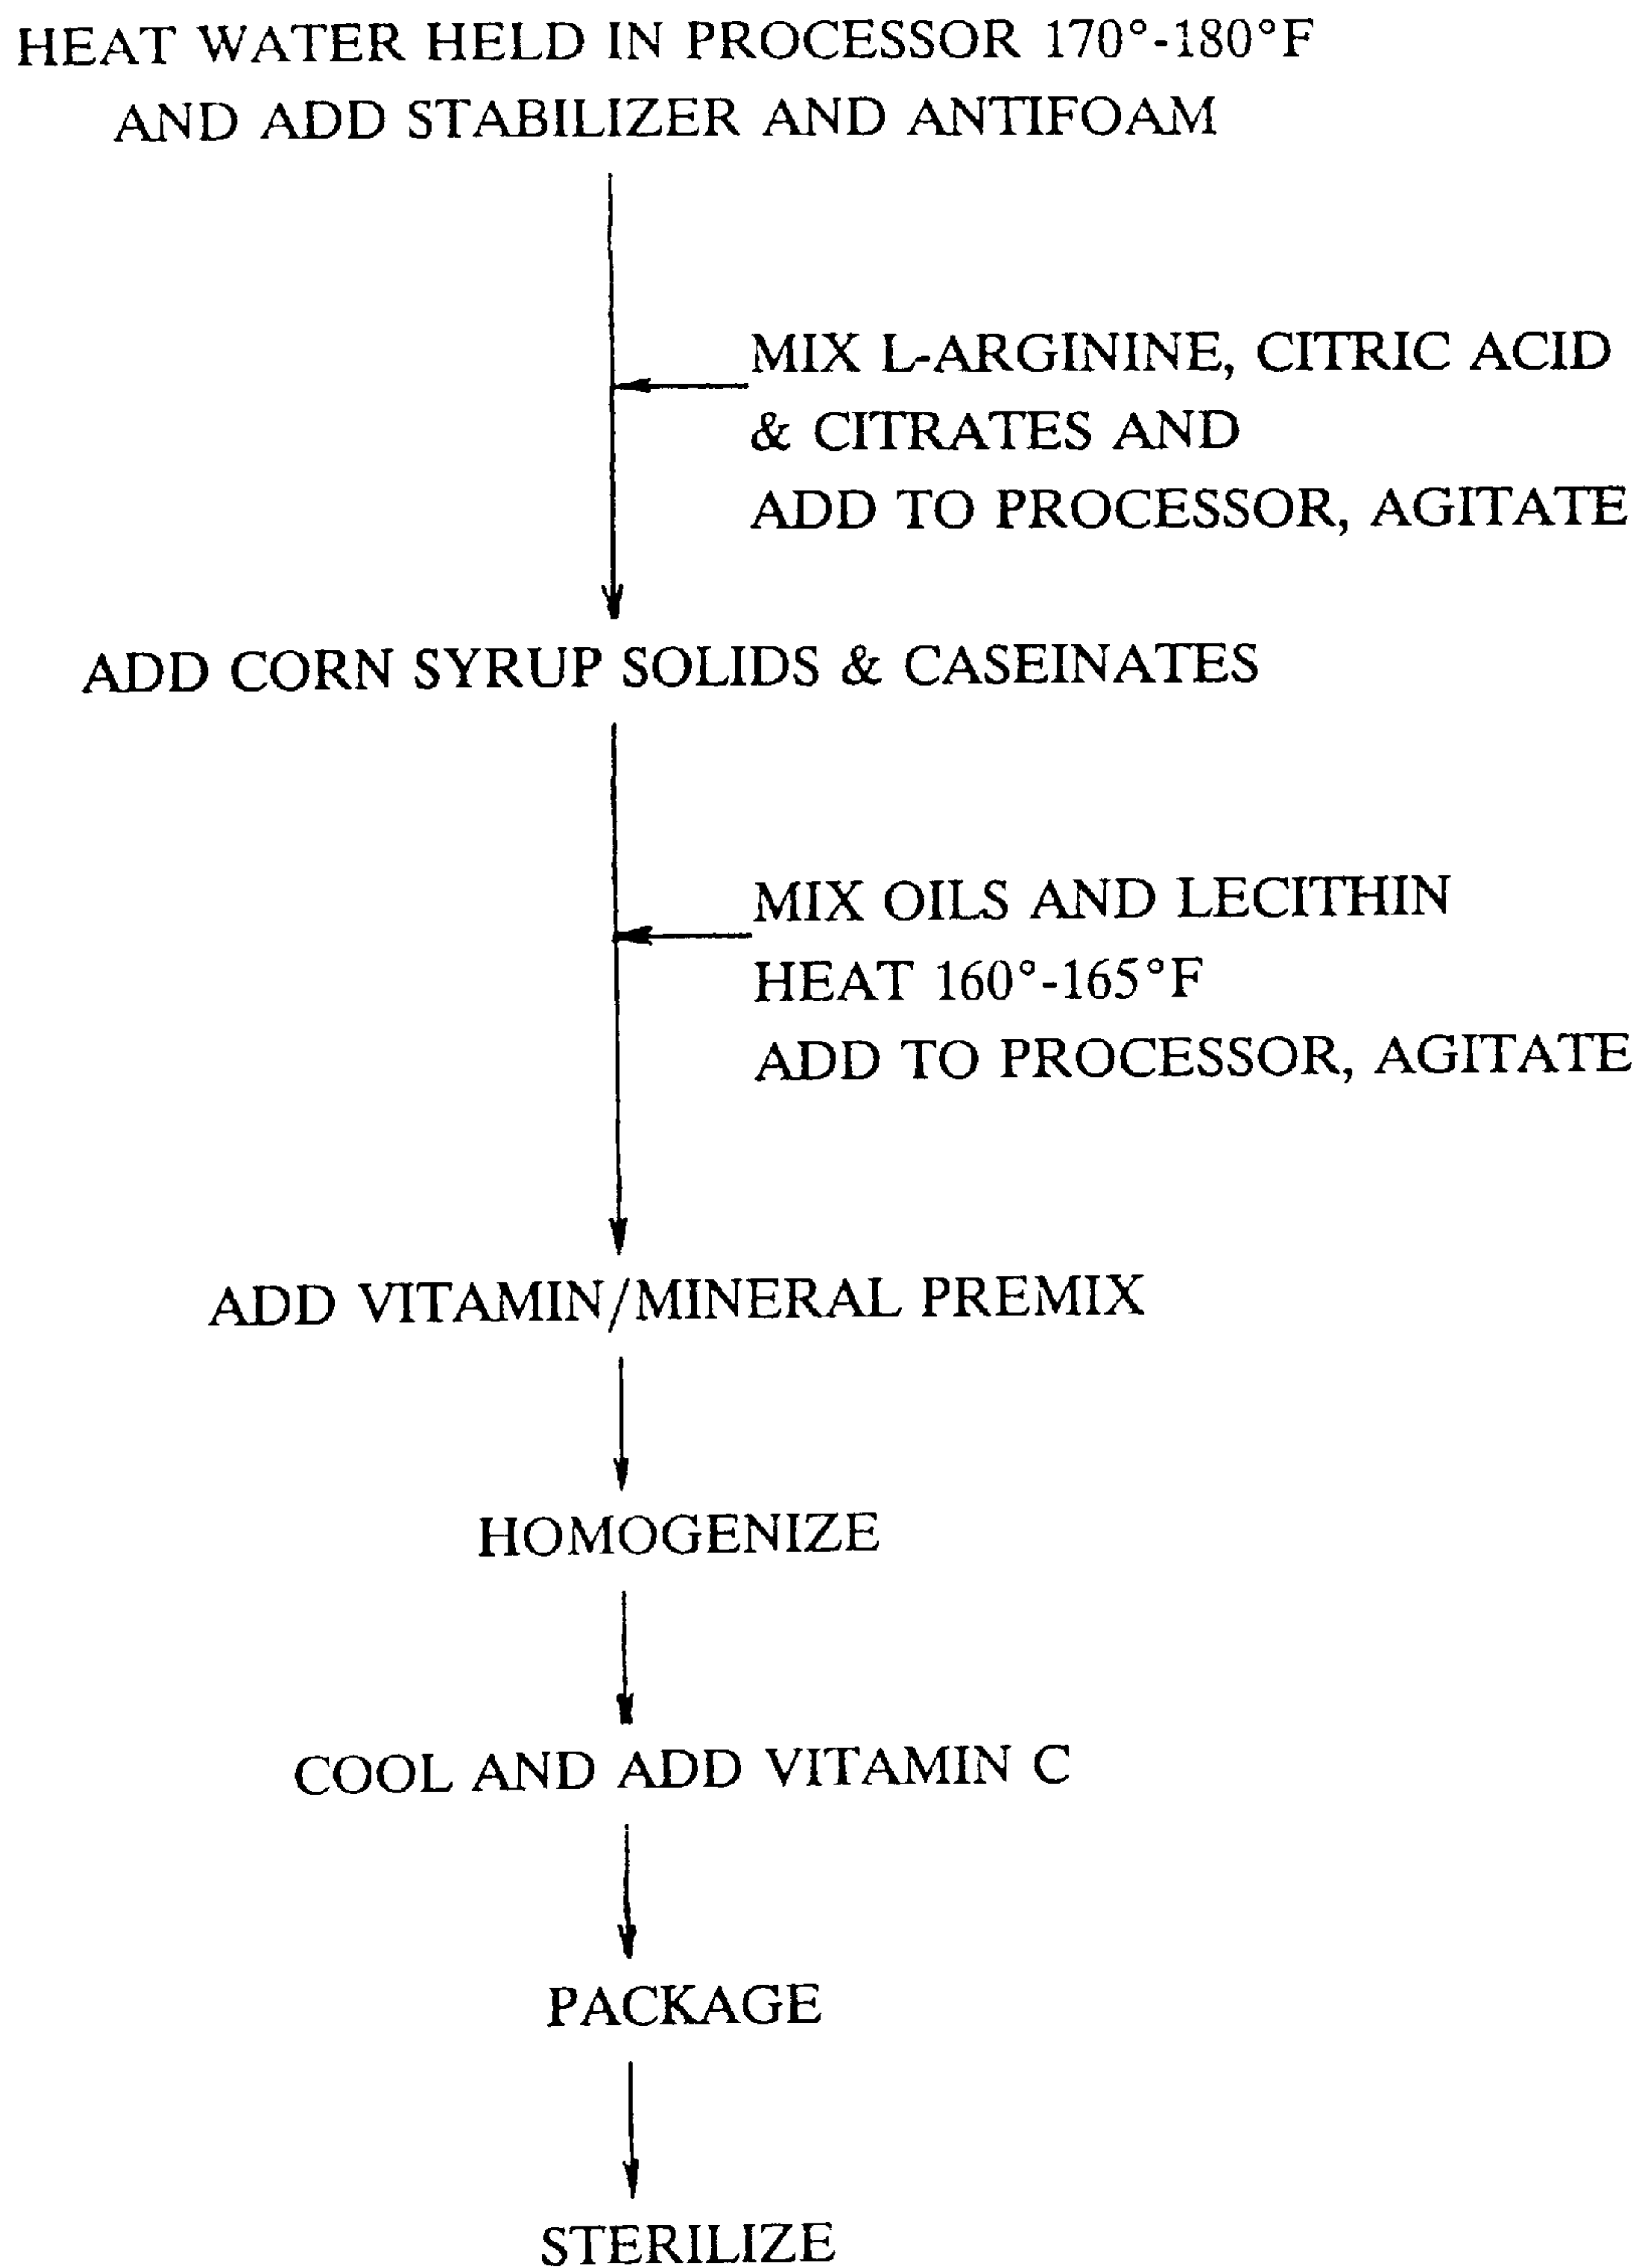 HEAT WATER HELD IN PROCESSOR 170°-180°F
AND ADD STABILIZER AND ANTIFOAM
MIX L-ARGININE, CITRIC ACID
& CITRATES AND
ADD TO PROCESSOR, AGITATE
ADD CORN SYRUP SOLIDS & CASEINATES
MIX OILS AND LECITHIN
HEAT 160°-165°F
ADD TO PROCESSOR, AGITATE
ADD VITAMIN/MINERAL PREMIX
HOMOGENIZE
COOL AND ADD VITAMIN C
PACKAGE
STERILIZE